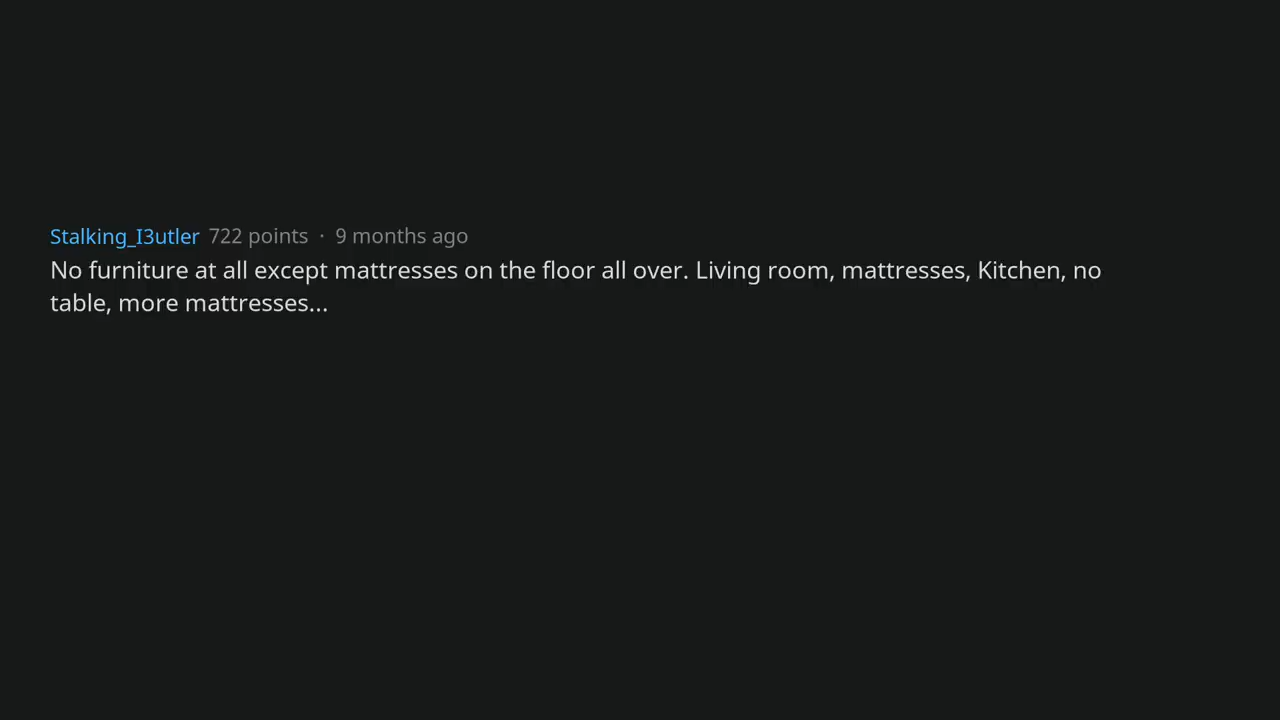 Stalking_I3utler 722 points · 9 months ago
No furniture at all except mattresses on the floor all over. Living room, mattresses, Kitchen, no
table, more mattresses...